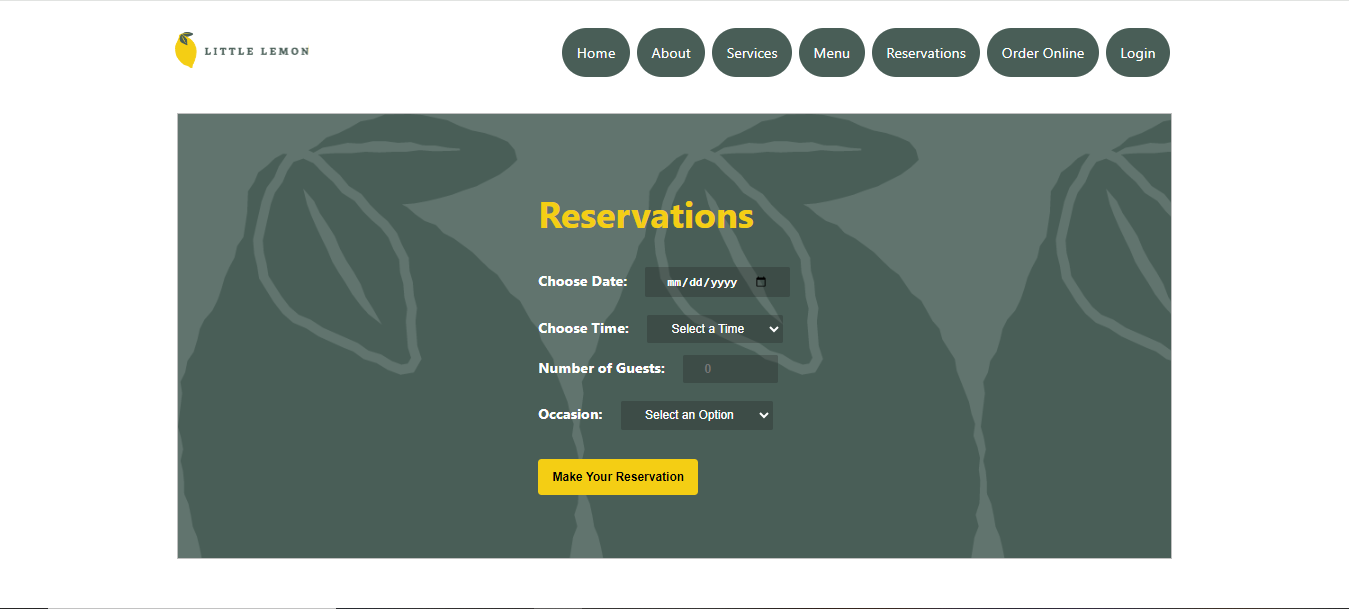 LITTLE LEMON
Home About Services Menu Reservations Order Online Login
Reservations
Choose Date: mm/dd/yyyy
Choose Time: Select a Time
Number of Guests: 0
Occasion: Select an Option
Make Your Reservation